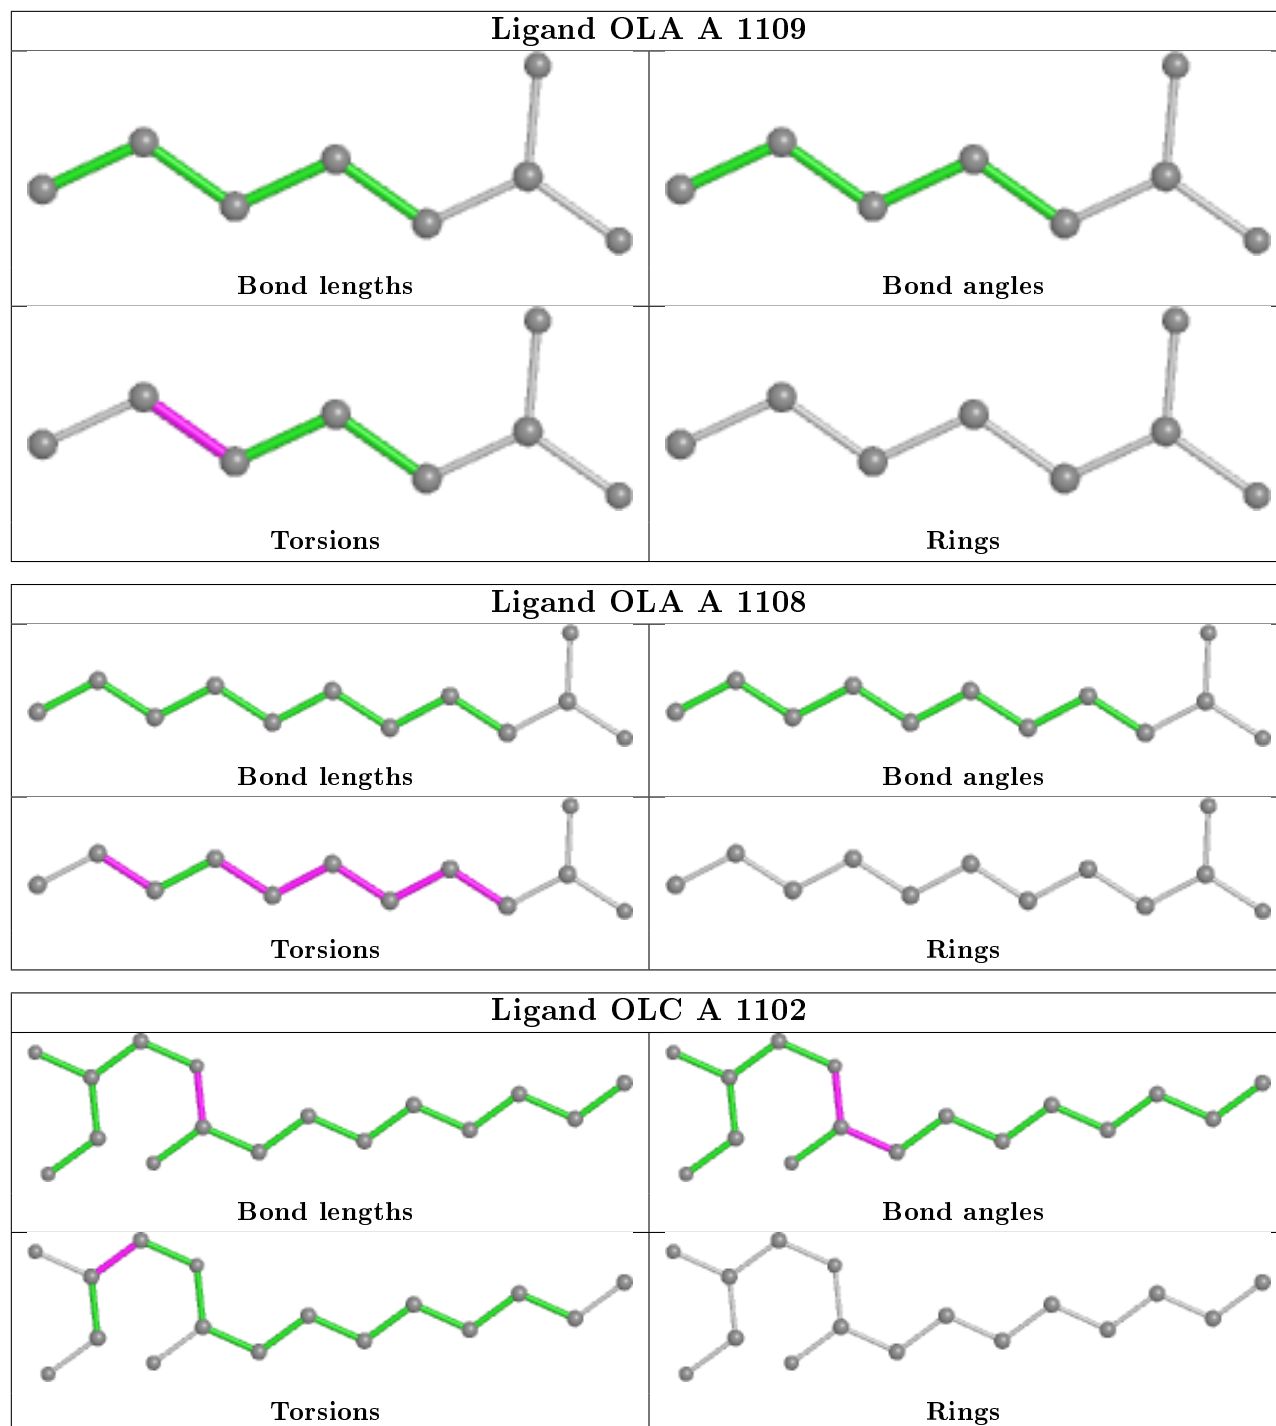 Ligand OLA A 1109
Bond lengths
Bond angles
Torsions
Rings
Ligand OLA A 1108
Bond lengths
Bond angles
Torsions
Rings
Ligand OLC A 1102
Bond lengths
Bond angles
Torsions
Rings